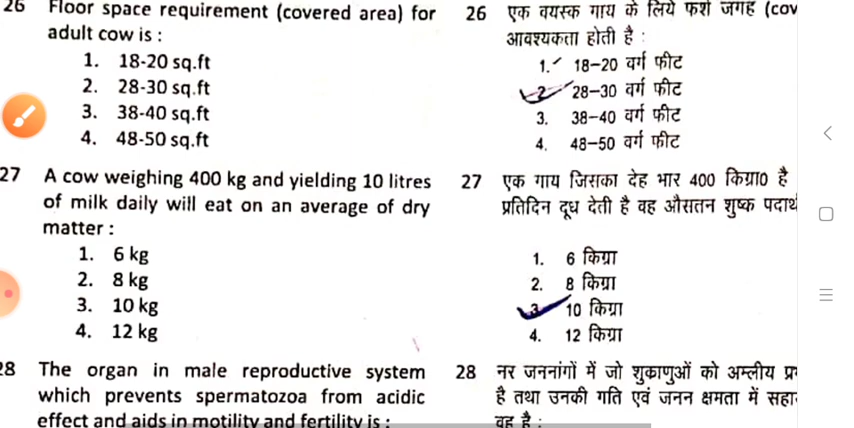 26 Floor space requirement (covered area) for
adult cow is :
1. 18-20 sq.ft
2. 28-30 sq.ft
3. 38-40 sq.ft
4. 48-50 sq.ft
27 A cow weighing 400 kg and yielding 10 litres
of milk daily will eat on an average of dry
matter :
1. 6 kg
2. 8 kg
3. 10 kg
4. 12 kg
28 The organ in male reproductive system
which prevents spermatozoa from acidic
effect and aids in motility and fertility is :
26 एक वयस्क गाय के लिये फर्श जगह (cov
आवश्यकता होती है :
1. 18–20 वर्ग फीट
2. 28–30 वर्ग फीट
3. 38–40 वर्ग फीट
4. 48–50 वर्ग फीट
27 एक गाय जिसका देह भार 400 किग्रा0 है
प्रतिदिन दूध देती है वह औसतन शुष्क पदार्थ
1. 6 किग्रा
2. 8 किग्रा
3. 10 किग्रा
4. 12 किग्रा
28 नर जननांगों में जो शुक्राणुओं को अम्लीय प्र
है तथा उनकी गति एवं जनन क्षमता में सहा
वह है :